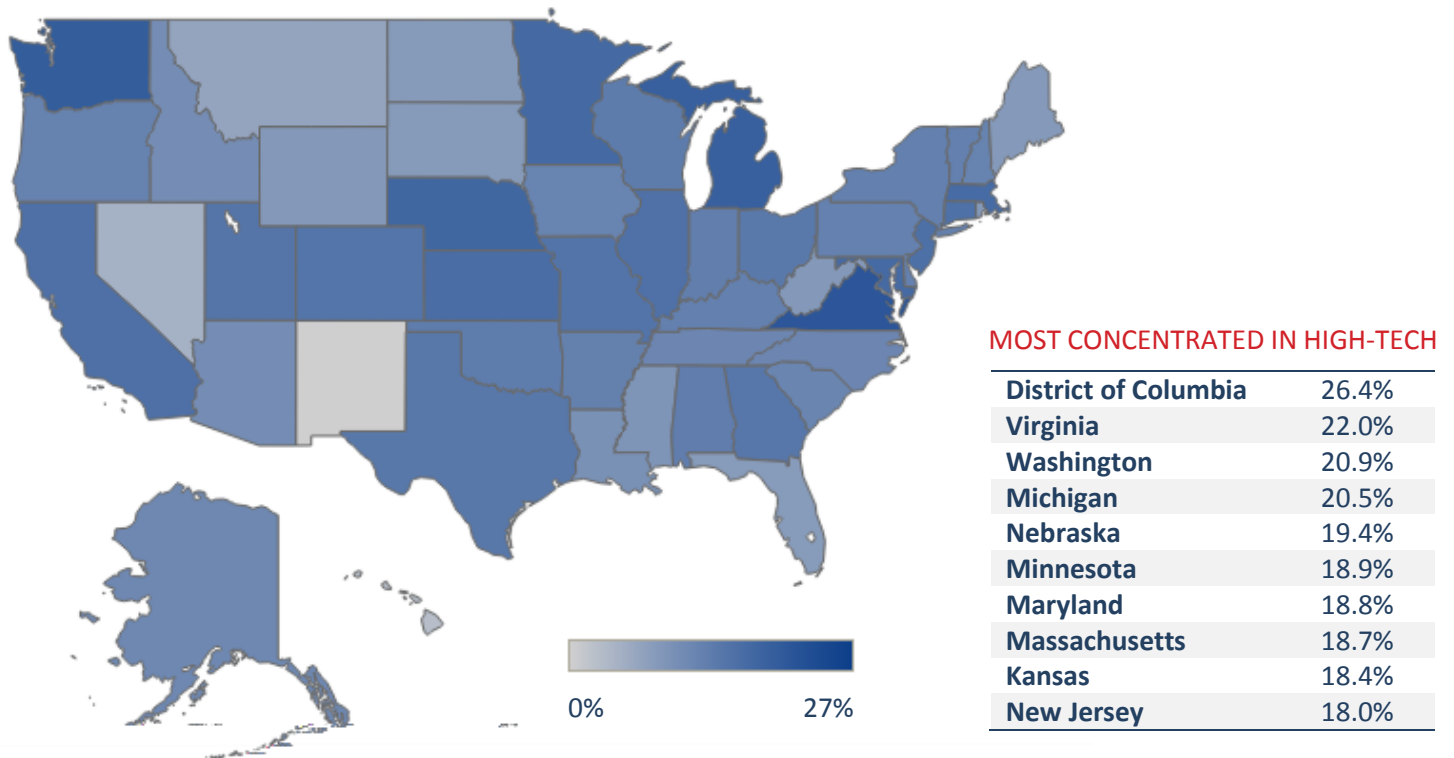 MOST CONCENTRATED IN HIGH-TECH
District of Columbia 26.4%
Virginia 22.0%
Washington 20.9%
Michigan 20.5%
Nebraska 19.4%
Minnesota 18.9%
Maryland 18.8%
Massachusetts 18.7%
Kansas 18.4%
New Jersey 18.0%
0% 27%